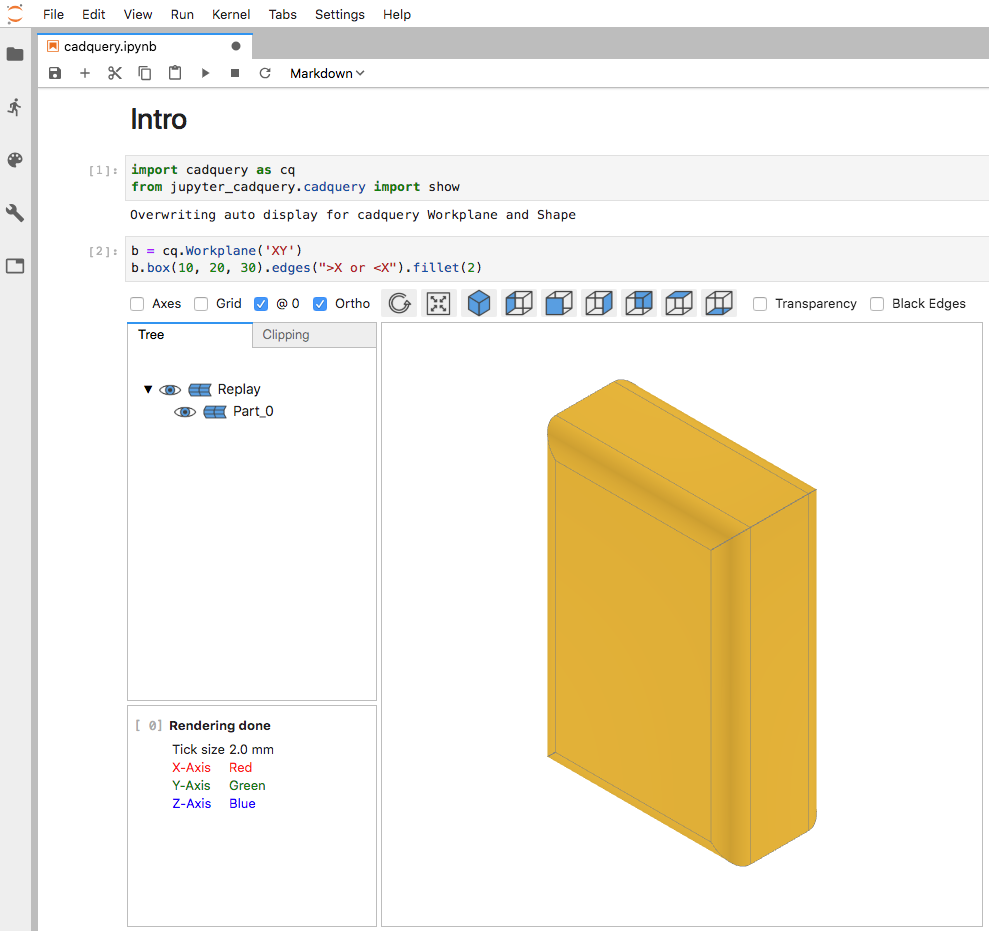 File Edit View Run Kernel Tabs Settings Help
cadquery.ipynb
Markdown
Intro
[1]: import cadquery as cq
from jupyter_cadquery.cadquery import show
Overwriting auto display for cadquery Workplane and Shape
[2]: b = cq.Workplane('XY')
b.box(10, 20, 30).edges(">X or <X").fillet(2)
Axes Grid @ 0 Ortho Transparency Black Edges
Tree Clipping
Replay
Part_0
[ 0] Rendering done
Tick size 2.0 mm
X-Axis Red
Y-Axis Green
Z-Axis Blue